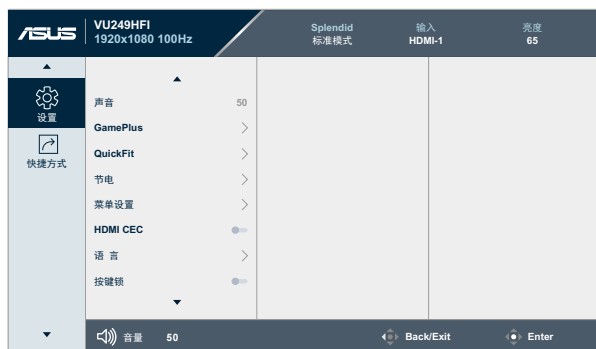 ASUS
VU249HFI
1920x1080 100Hz
Splendid
标准模式
输入
HDMI-1
亮度
65
设置
快捷方式
声音 50
GamePlus
QuickFit
节电
菜单设置
HDMI CEC
语 言
按键锁
音量 50
Back/Exit
Enter